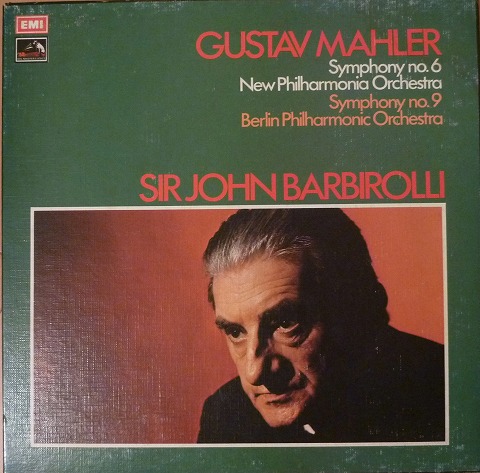 EMI
GUSTAV MAHLER
Symphony no.6
New Philharmonia Orchestra
Symphony no.9
Berlin Philharmonic Orchestra
SIR JOHN BARBIROLLI